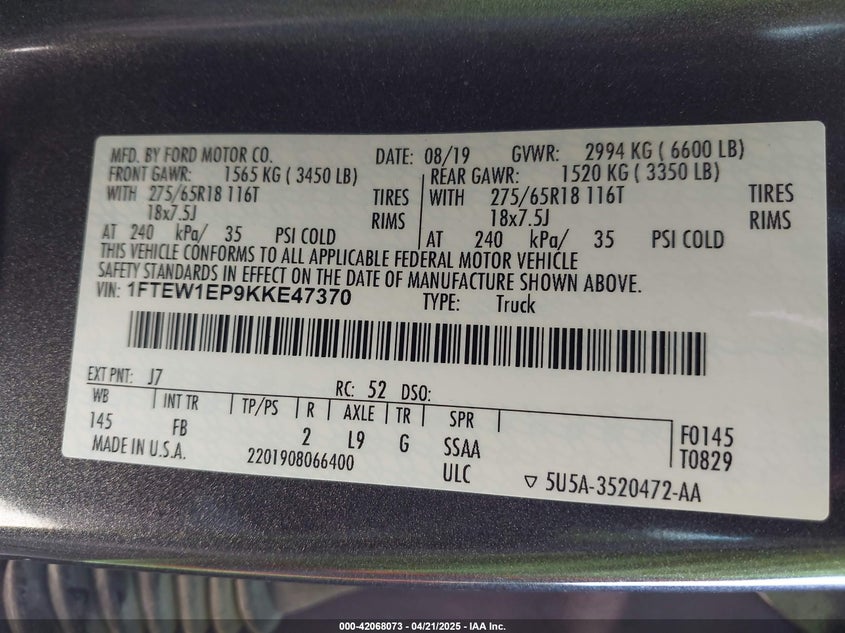 MFD. BY FORD MOTOR CO. DATE: 08/19 GVWR: 2994 KG ( 6600 LB)
FRONT GAWR: 1565 KG ( 3450 LB) REAR GAWR: 1520 KG ( 3350 LB)
WITH 275/65R18 116T TIRES WITH 275/65R18 116T TIRES
18x7.5J RIMS 18x7.5J RIMS
AT 240 kPa/ 35 PSI COLD AT 240 kPa/ 35 PSI COLD
THIS VEHICLE CONFORMS TO ALL APPLICABLE FEDERAL MOTOR VEHICLE
SAFETY STANDARDS IN EFFECT ON THE DATE OF MANUFACTURE SHOWN ABOVE.
VIN: 1FTEW1EP9KKE47370 TYPE: Truck
EXT PNT: J7 RC: 52 DSO:
WB INT TR TP/PS R AXLE TR SPR
145 FB 2 L9 G SSAA F0145
MADE IN U.S.A. 2201908066400 ULC T0829
▽ 5U5A-3520472-AA
000-42068073 - 04/21/2025 - IAA Inc.